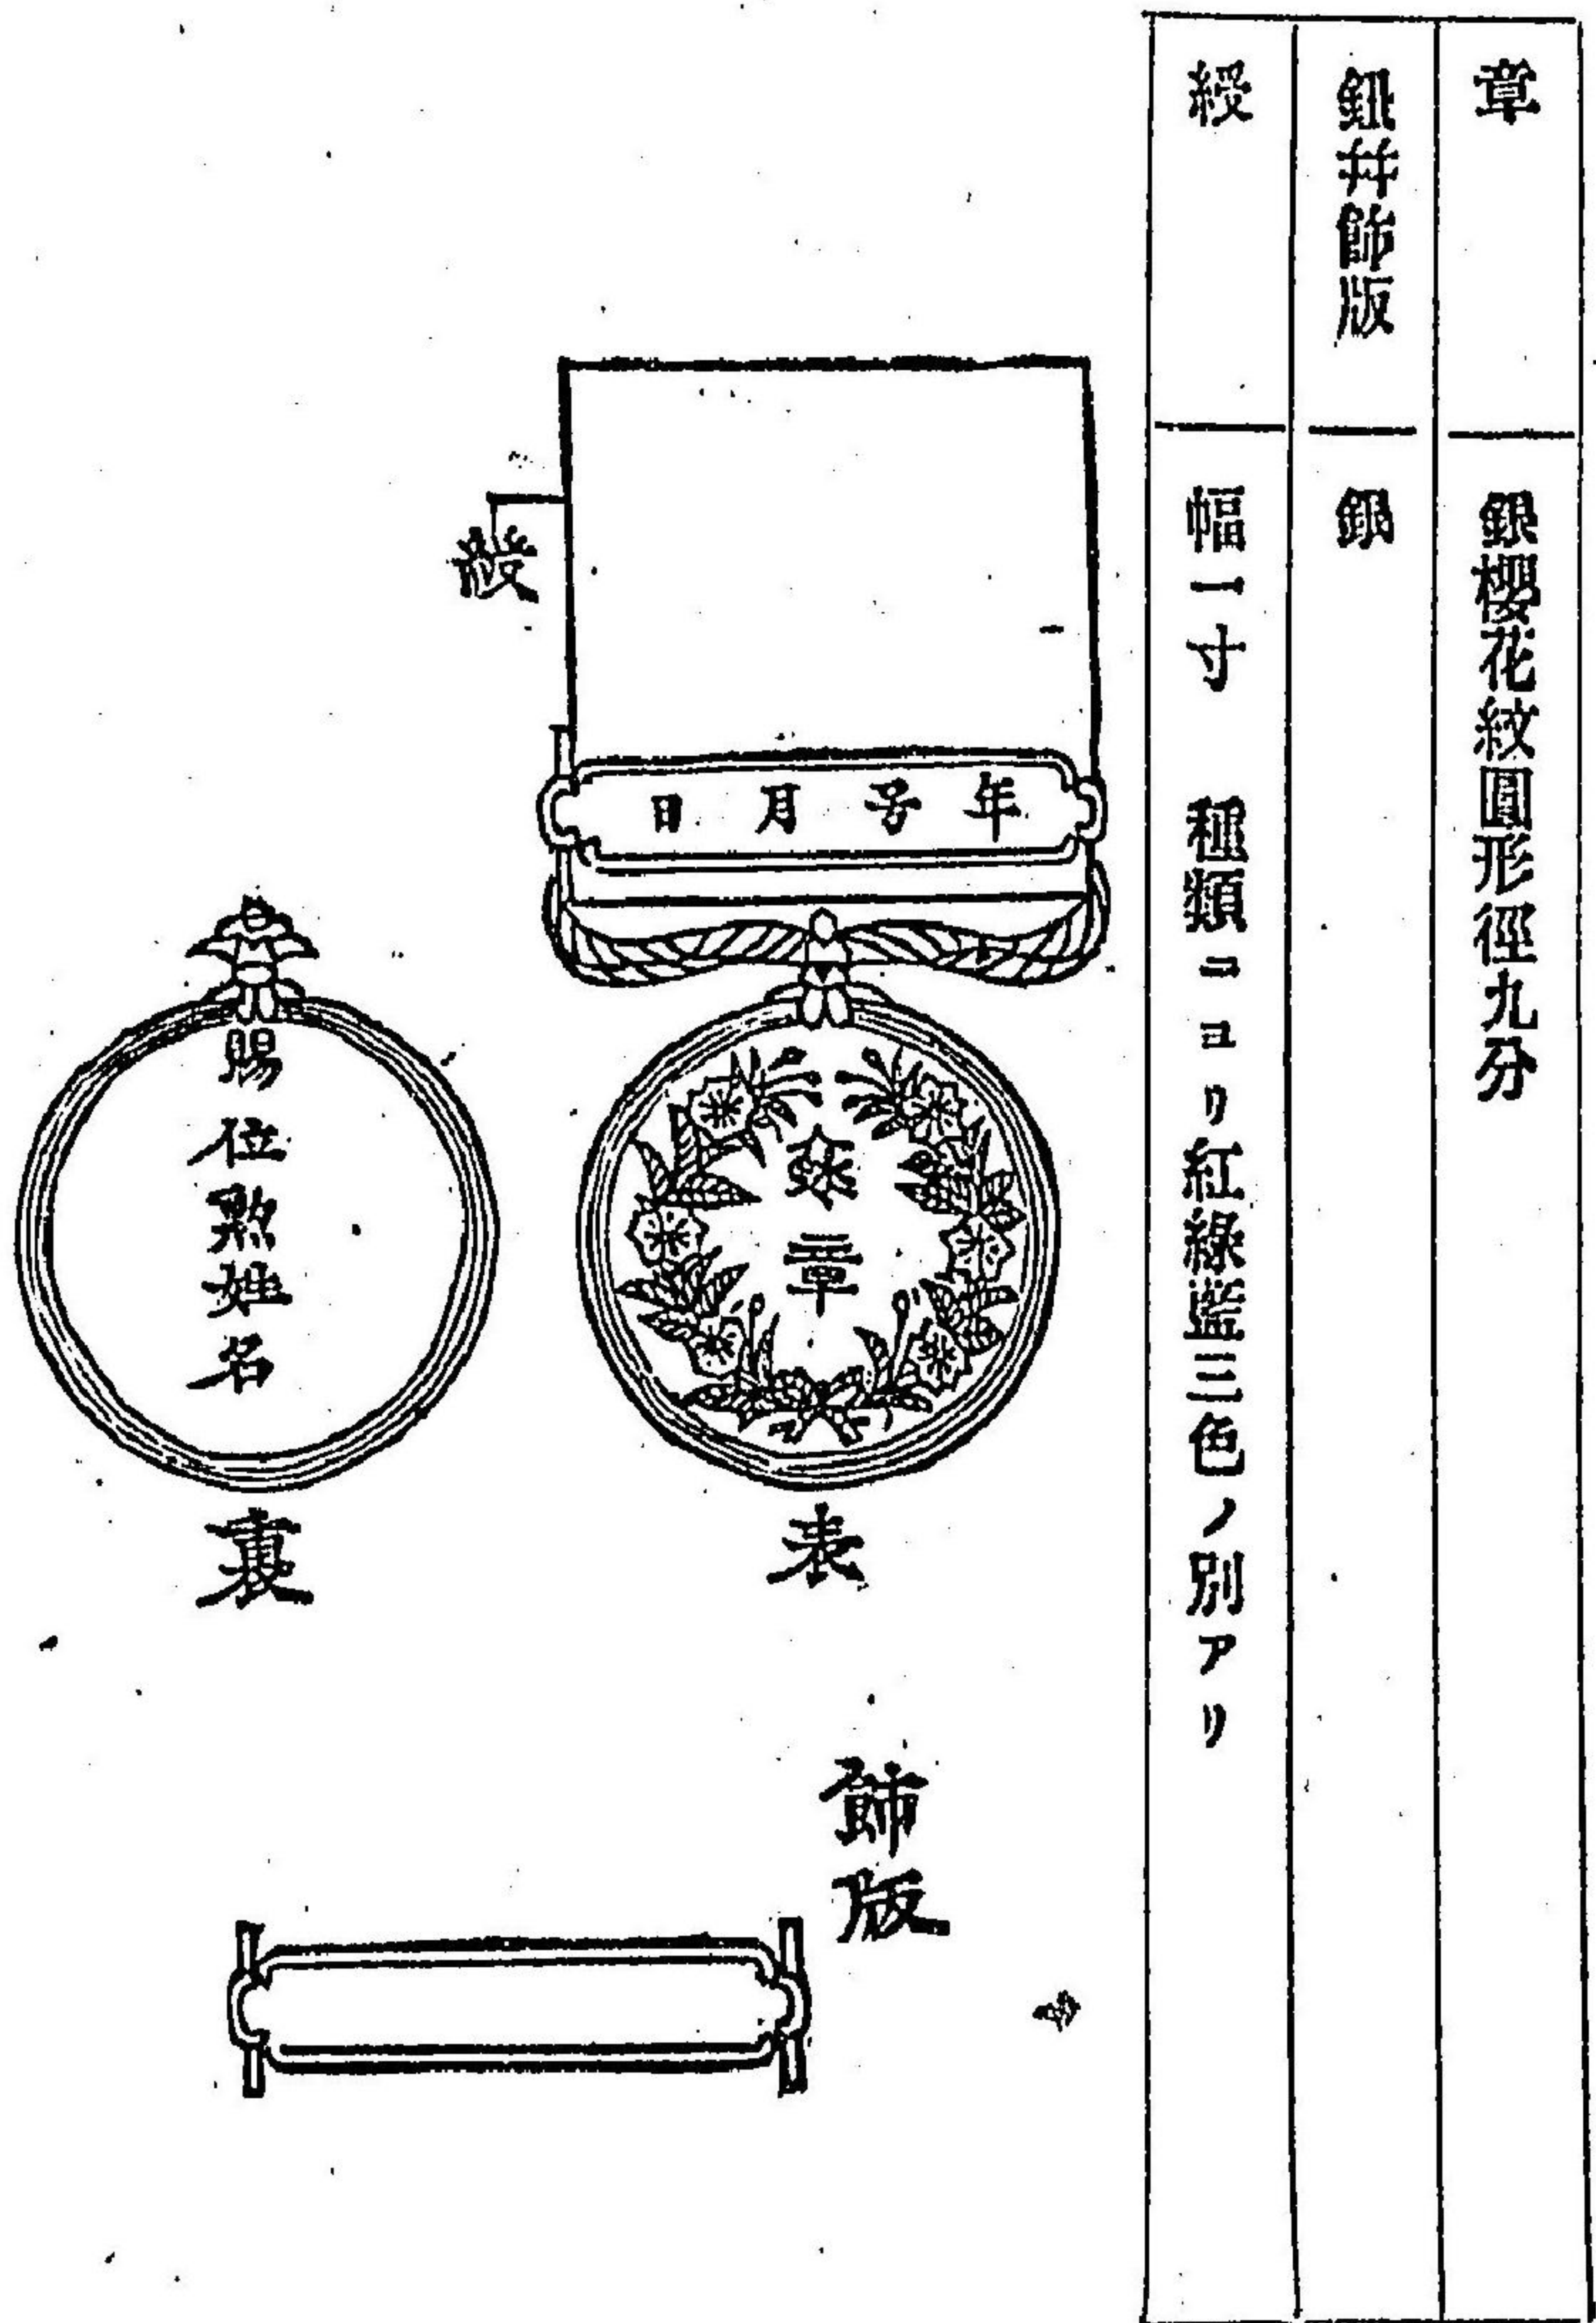 章 銀櫻花紋圓形徑九分
鈕幷飾版 銀
綬 幅一寸 種類ニヨリ紅綠藍三色ノ別アリ
綬
年号月日
褒章
表
賜 位勲姓名
裏
飾版